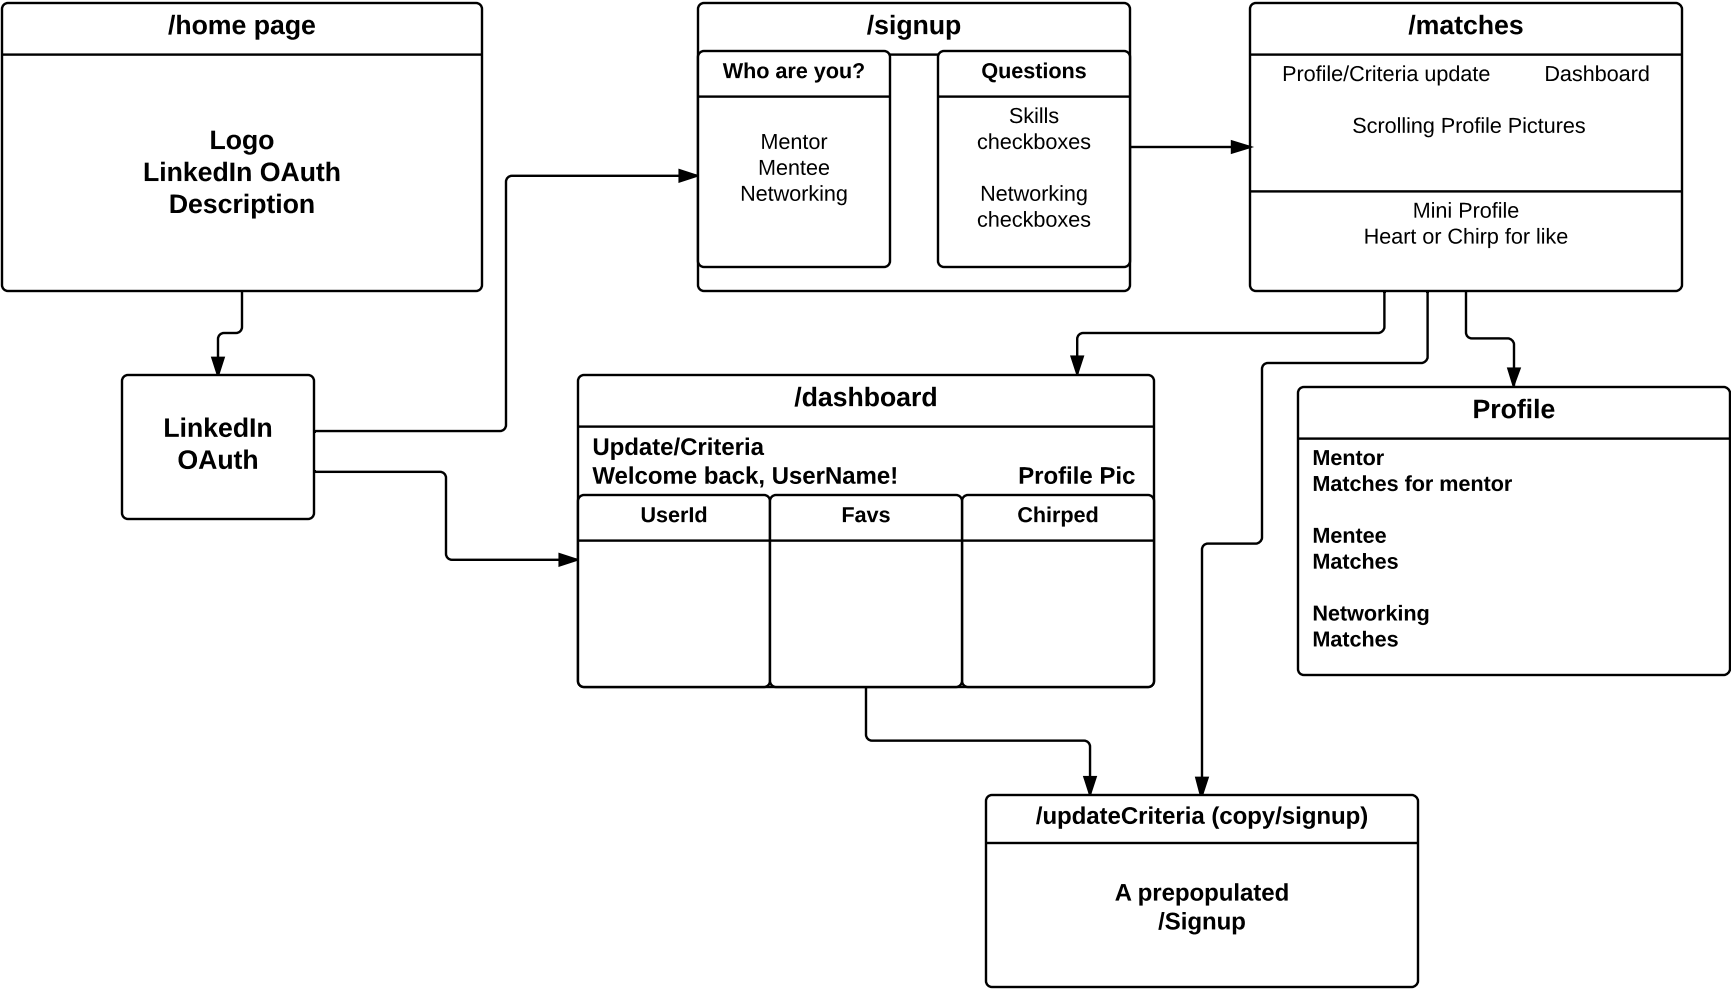 /home page
Logo
LinkedIn OAuth
Description
/signup
Who are you?
Mentor
Mentee
Networking
Questions
Skills
checkboxes
Networking
checkboxes
/matches
Profile/Criteria update Dashboard
Scrolling Profile Pictures
Mini Profile
Heart or Chirp for like
LinkedIn
OAuth
/dashboard
Update/Criteria
Welcome back, UserName! Profile Pic
UserId Favs Chirped
Profile
Mentor
Matches for mentor
Mentee
Matches
Networking
Matches
/updateCriteria (copy/signup)
A prepopulated
/Signup